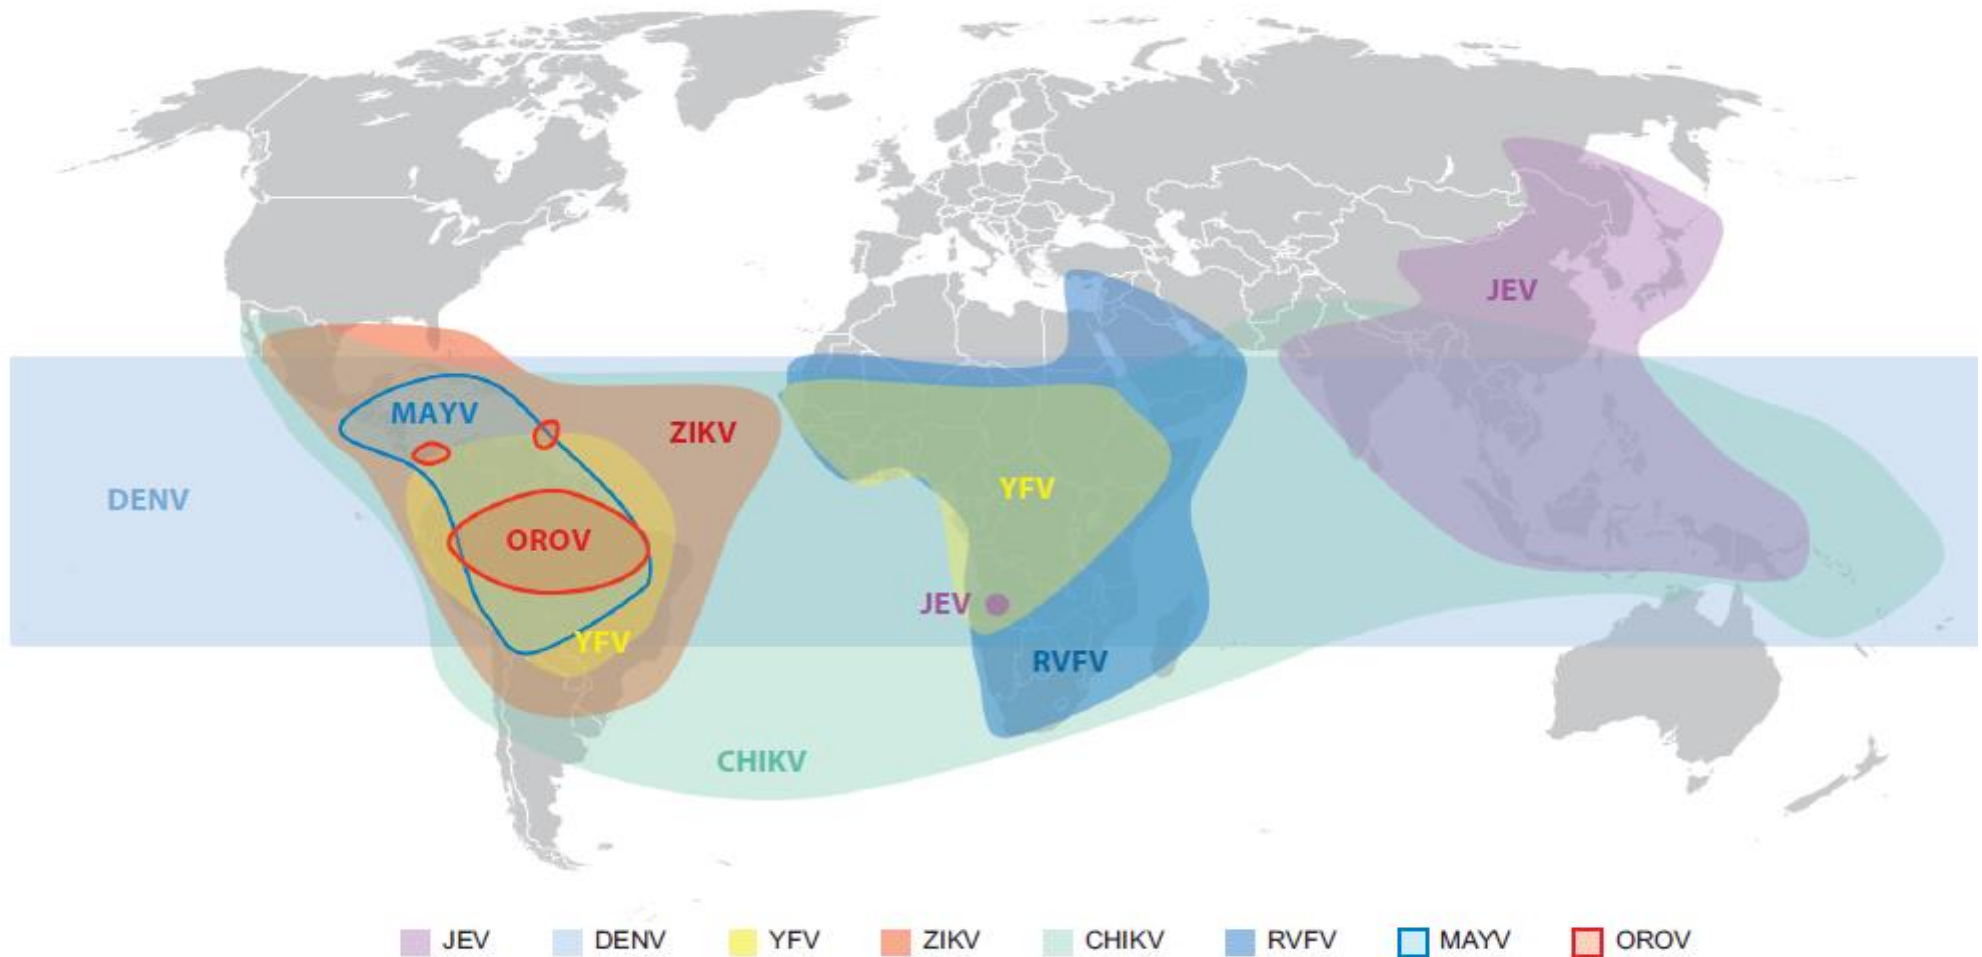 JEV
MAYV
ZIKV
DENV
YFV
OROV
JEV
YFV
RVFV
CHIKV
JEV DENV YFV ZIKV CHIKV RVFV MAYV OROV